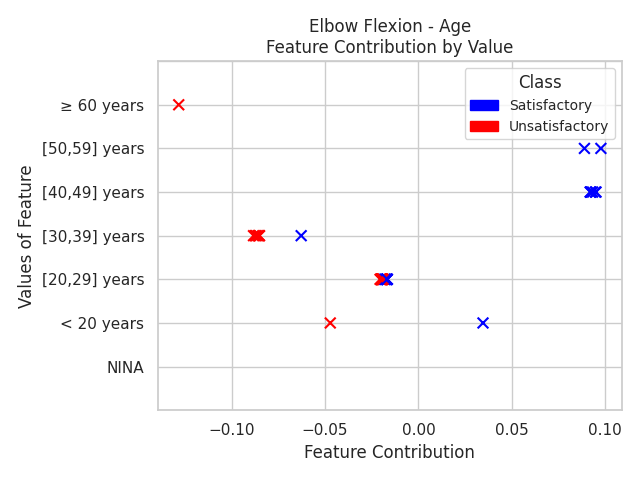 Elbow Flexion - Age
Feature Contribution by Value
Class
Satisfactory
Unsatisfactory
Values of Feature
≥ 60 years
[50,59] years
[40,49] years
[30,39] years
[20,29] years
< 20 years
NINA
−0.10
−0.05
0.00
0.05
0.10
Feature Contribution